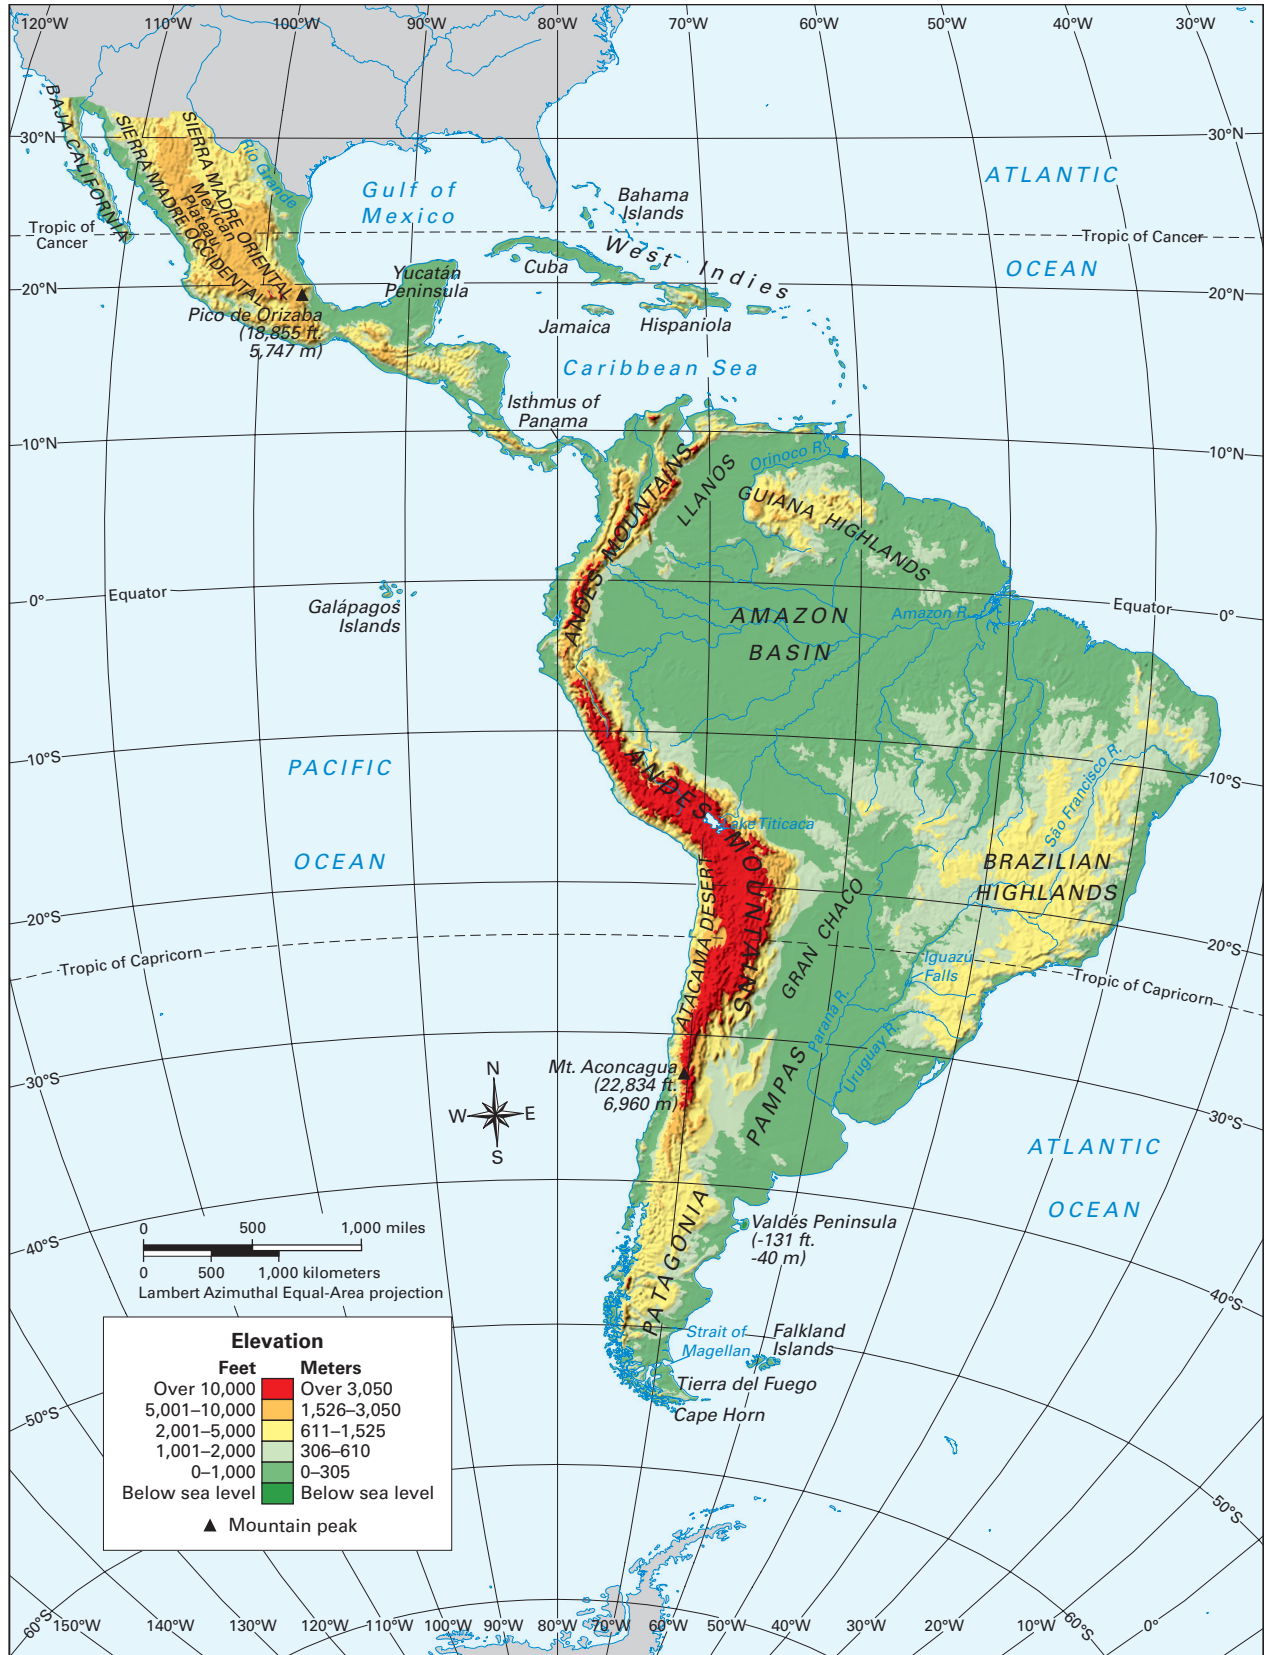 120°W
110°W
100°W
90°W
80°W
70°W
60°W
50°W
40°W
30°W
30°N
30°N
BAJA CALIFORNIA
SIERRA MADRE OCCIDENTAL
SIERRA MADRE ORIENTAL
Mexican
Plateau
Rio Grande
Gulf of
Mexico
Bahama
Islands
ATLANTIC
OCEAN
Tropic of
Cancer
Tropic of Cancer
West Indies
Cuba
Yucatán
Peninsula
20°N
20°N
Pico de Orizaba
(18,855 ft.
5,747 m)
Jamaica
Hispaniola
Caribbean Sea
Isthmus of
Panama
10°N
10°N
ANDES MOUNTAINS
LLANOS
Orinoco R.
GUIANA HIGHLANDS
0°
Equator
Equator
0°
Galápagos
Islands
AMAZON
BASIN
Amazon R.
10°S
10°S
PACIFIC
OCEAN
ANDES MOUNTAINS
Lake Titicaca
São Francisco R.
BRAZILIAN
HIGHLANDS
ATACAMA DESERT
GRAN CHACO
20°S
20°S
Tropic of Capricorn
Tropic of Capricorn
Iguazú
Falls
Parana R.
Uruguay R.
Mt. Aconcagua
(22,834 ft.
6,960 m)
PAMPAS
30°S
30°S
N
W
E
S
ATLANTIC
OCEAN
PATAGONIA
Valdés Peninsula
(-131 ft.
-40 m)
40°S
40°S
0
500
1,000 miles
0
500
1,000 kilometers
Lambert Azimuthal Equal-Area projection
Strait of
Magellan
Falkland
Islands
Tierra del Fuego
Cape Horn
Elevation
Feet Meters
Over 10,000 Over 3,050
5,001–10,000 1,526–3,050
2,001–5,000 611–1,525
1,001–2,000 306–610
0–1,000 0–305
Below sea level Below sea level
Mountain peak
50°S
50°S
60°S
60°S
150°W
140°W
130°W
120°W
110°W
100°W
90°W
80°W
70°W
60°W
50°W
40°W
30°W
20°W
10°W
0°